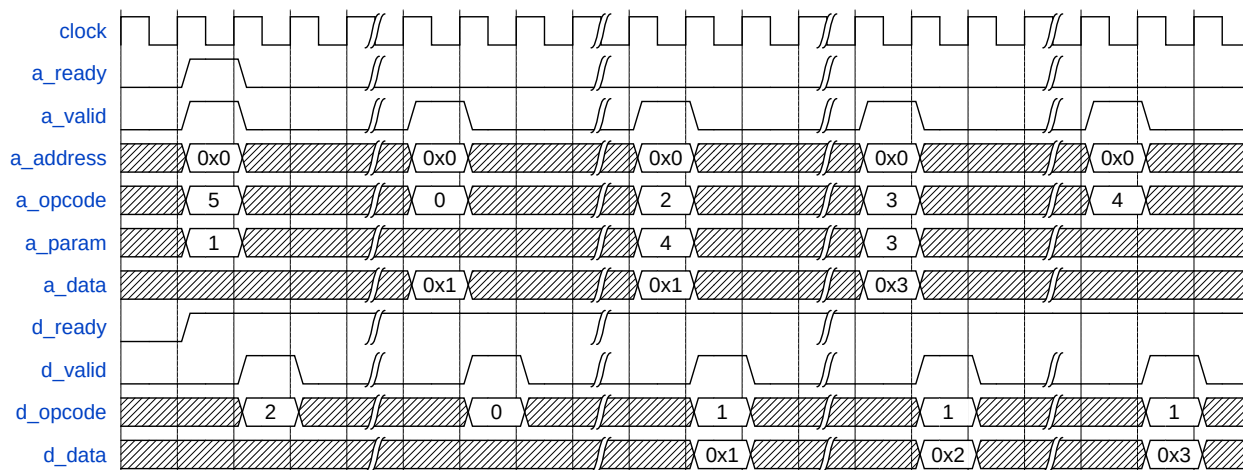 clock
a_ready
a_valid
a_address 0x0 0x0 0x0 0x0 0x0
a_opcode 5 0 2 3 4
a_param 1 4 3
a_data 0x1 0x1 0x3
d_ready
d_valid
d_opcode 2 0 1 1 1
d_data 0x1 0x2 0x3